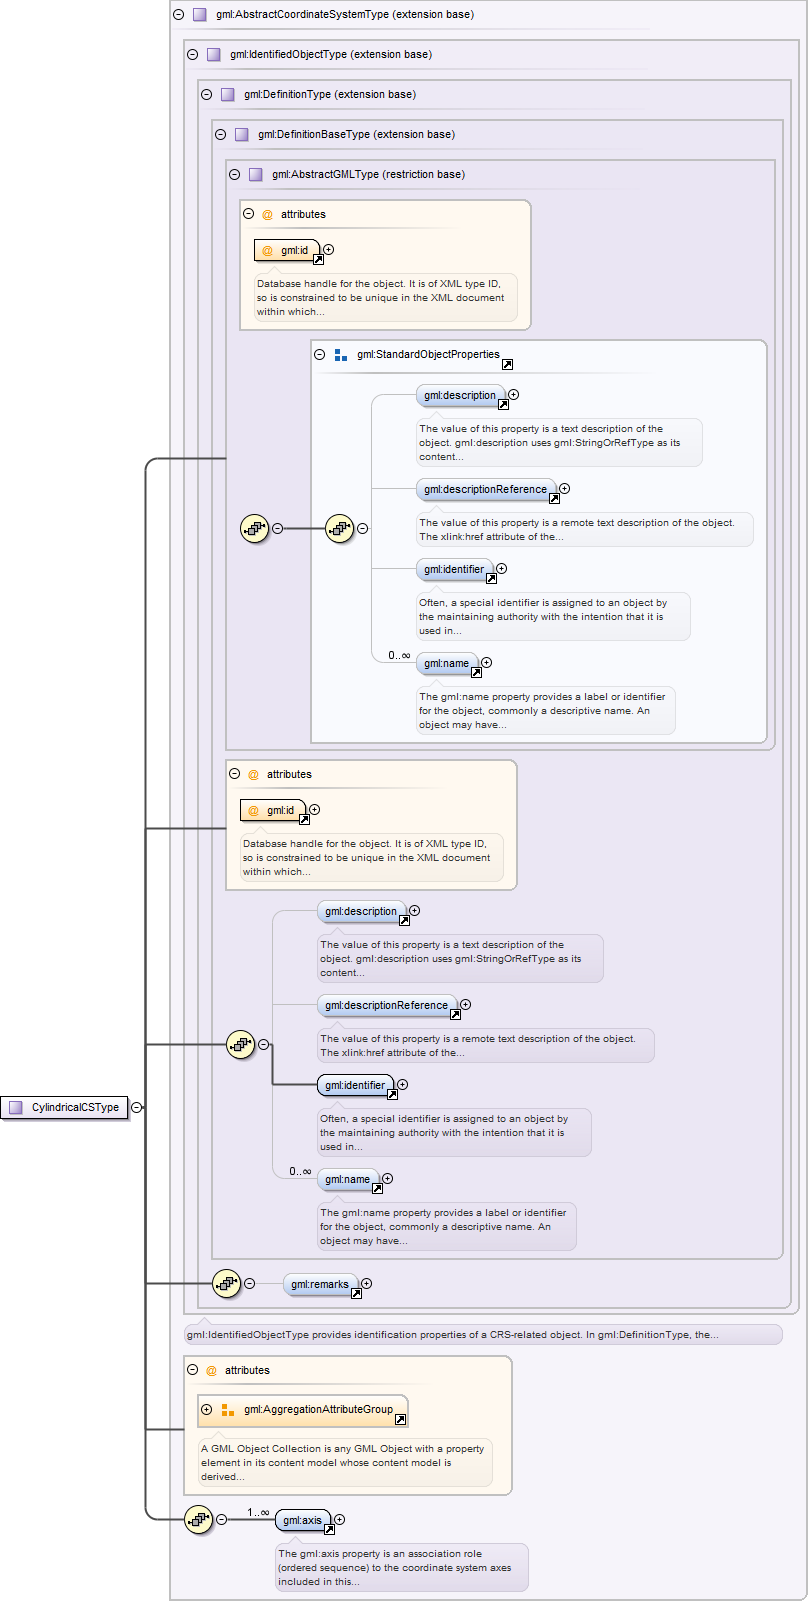 gml:AbstractCoordinateSystemType (extension base)
gml:IdentifiedObjectType (extension base)
gml:DefinitionType (extension base)
gml:DefinitionBaseType (extension base)
gml:AbstractGMLType (restriction base)
@ attributes
@ gml:id
Database handle for the object. It is of XML type ID,
so is constrained to be unique in the XML document
within which...
gml:StandardObjectProperties
gml:description
The value of this property is a text description of the
object. gml:description uses gml:StringOrRefType as its
content...
gml:descriptionReference
The value of this property is a remote text description of the object.
The xlink:href attribute of the...
gml:identifier
Often, a special identifier is assigned to an object by
the maintaining authority with the intention that it is
used in...
0..∞
gml:name
The gml:name property provides a label or identifier
for the object, commonly a descriptive name. An
object may have...
@ attributes
@ gml:id
Database handle for the object. It is of XML type ID,
so is constrained to be unique in the XML document
within which...
gml:description
The value of this property is a text description of the
object. gml:description uses gml:StringOrRefType as its
content...
gml:descriptionReference
The value of this property is a remote text description of the object.
The xlink:href attribute of the...
gml:identifier
CylindricalCSType
Often, a special identifier is assigned to an object by
the maintaining authority with the intention that it is
used in...
0..∞
gml:name
The gml:name property provides a label or identifier
for the object, commonly a descriptive name. An
object may have...
gml:remarks
gml:IdentifiedObjectType provides identification properties of a CRS-related object. In gml:DefinitionType, the...
@ attributes
gml:AggregationAttributeGroup
A GML Object Collection is any GML Object with a property
element in its content model whose content model is
derived...
1..∞
gml:axis
The gml:axis property is an association role
(ordered sequence) to the coordinate system axes
included in this...